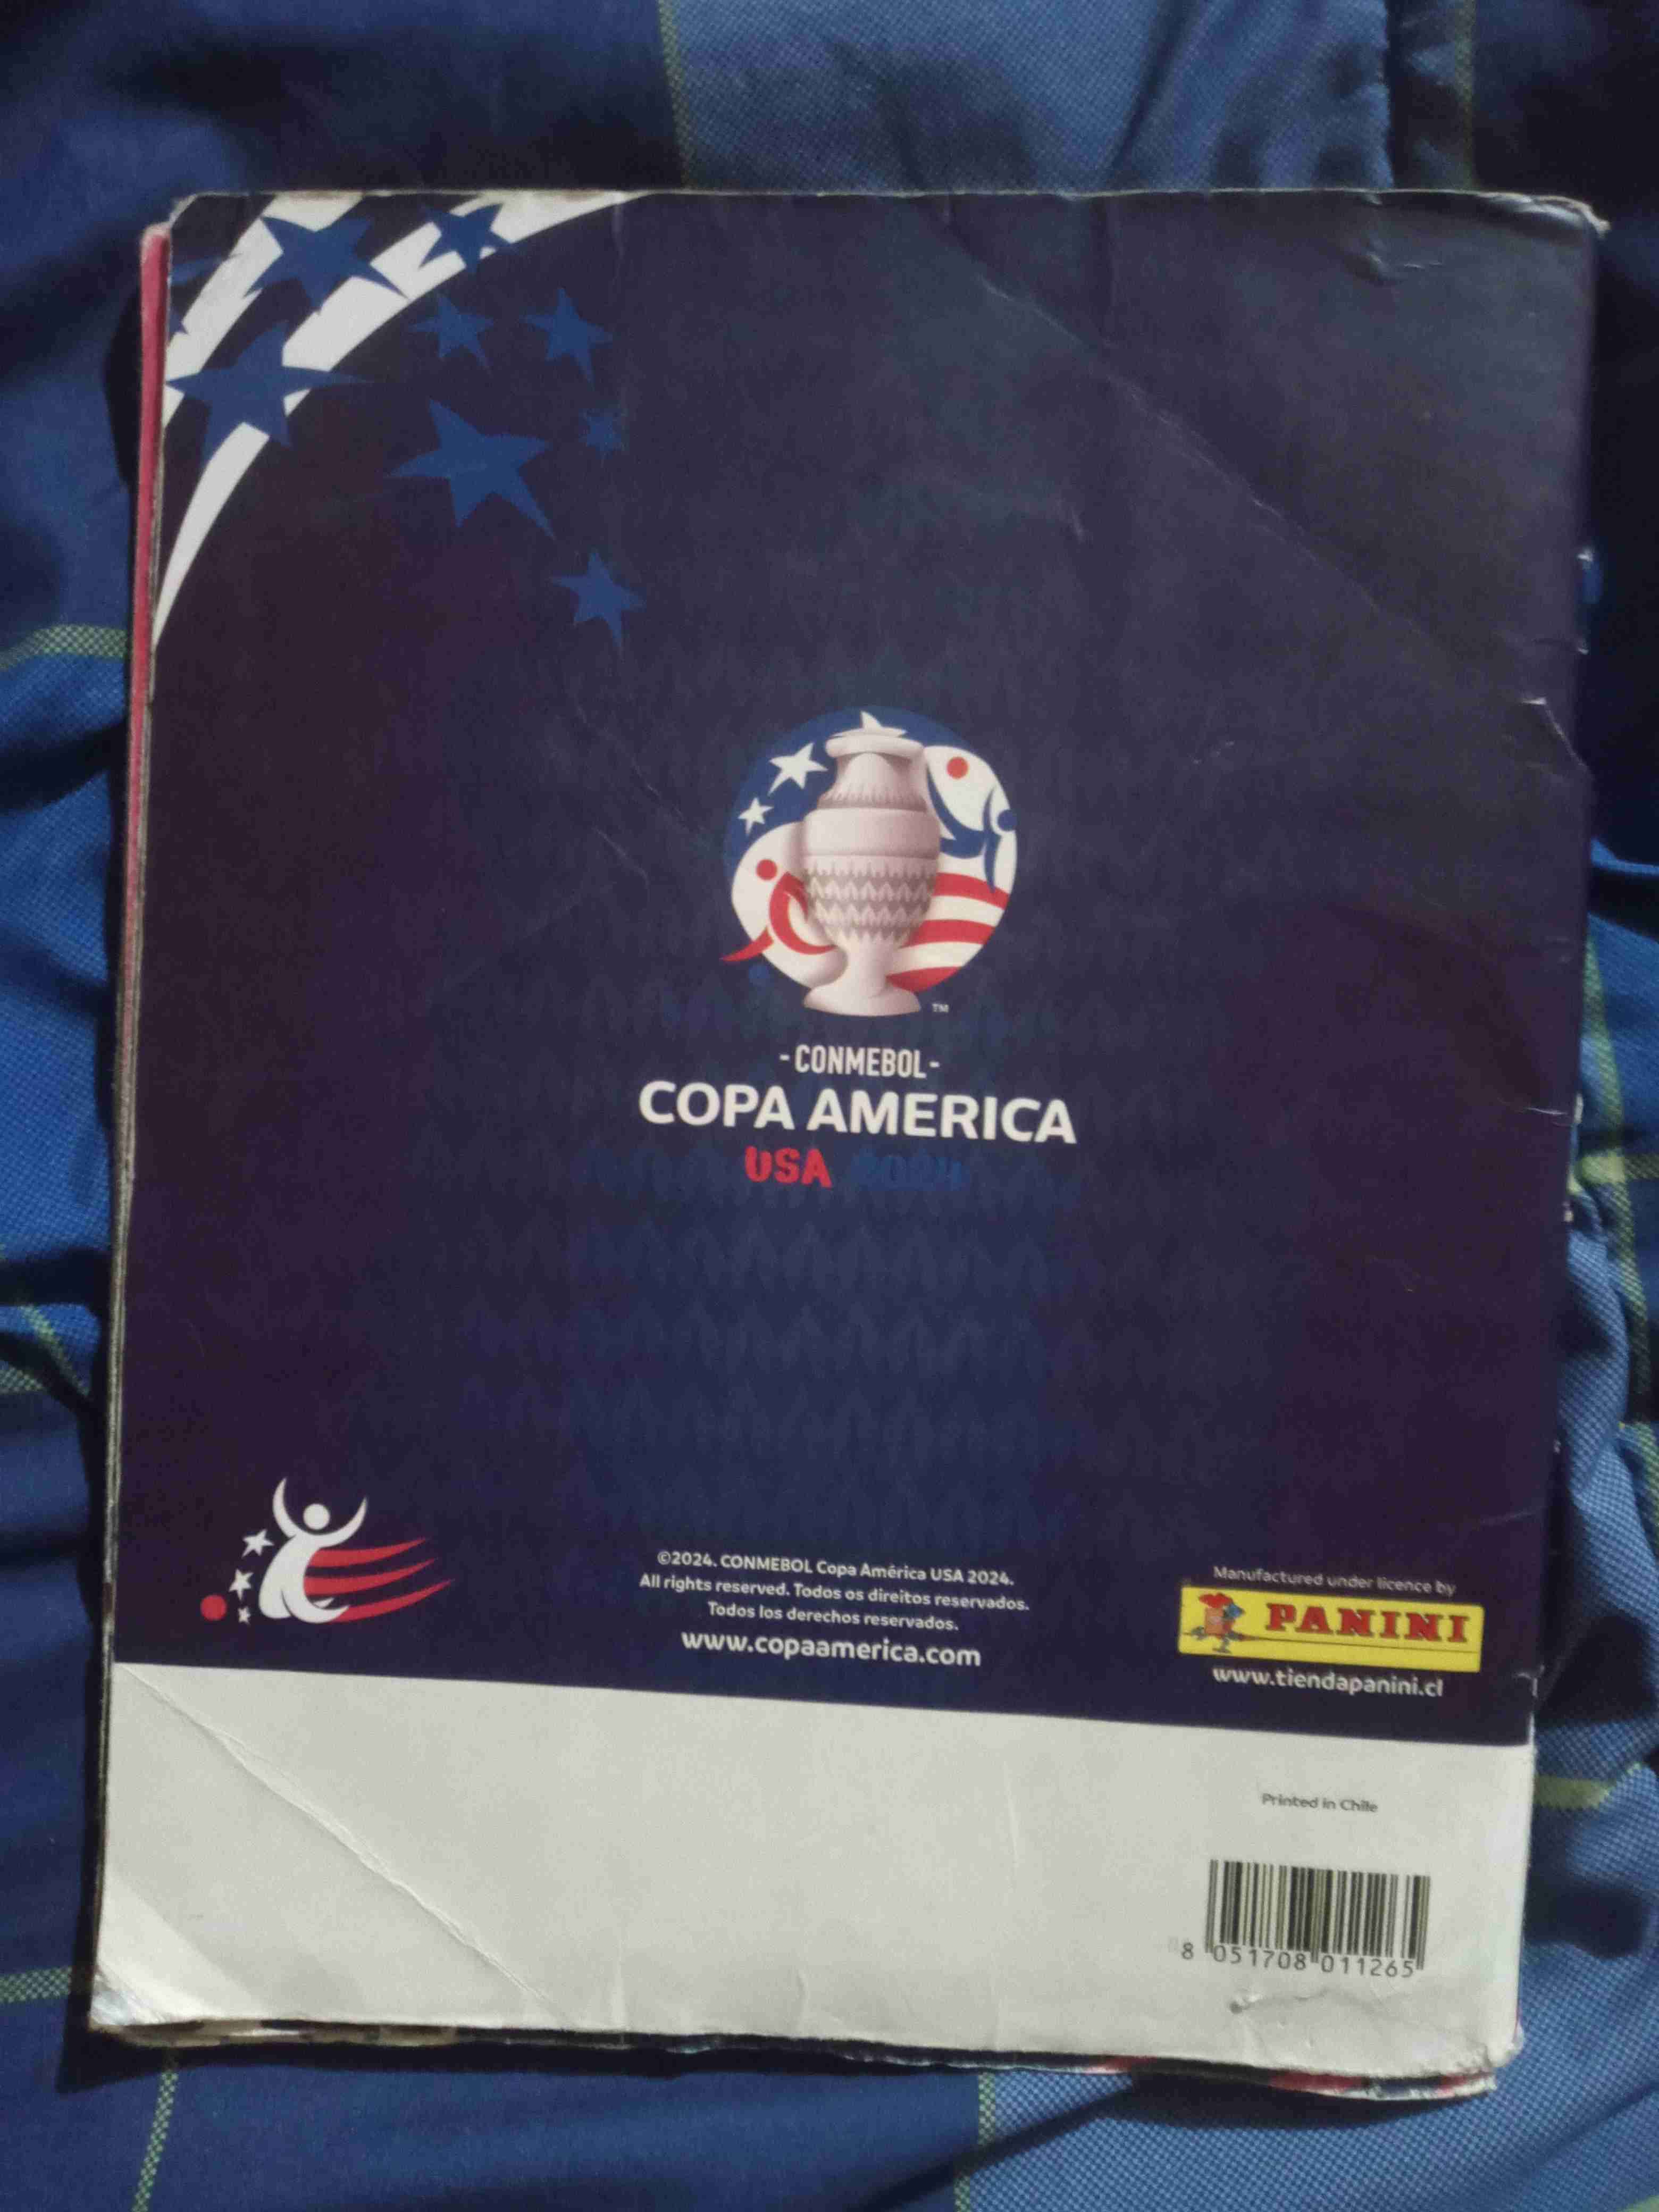 TM
- CONMEBOL -
COPA AMERICA
USA 2024
©2024. CONMEBOL Copa América USA 2024.
All rights reserved. Todos os direitos reservados.
Todos los derechos reservados.
www.copaamerica.com
Manufactured under licence by
PANINI
www.tiendapanini.cl
Printed in Chile
8 051708 011265